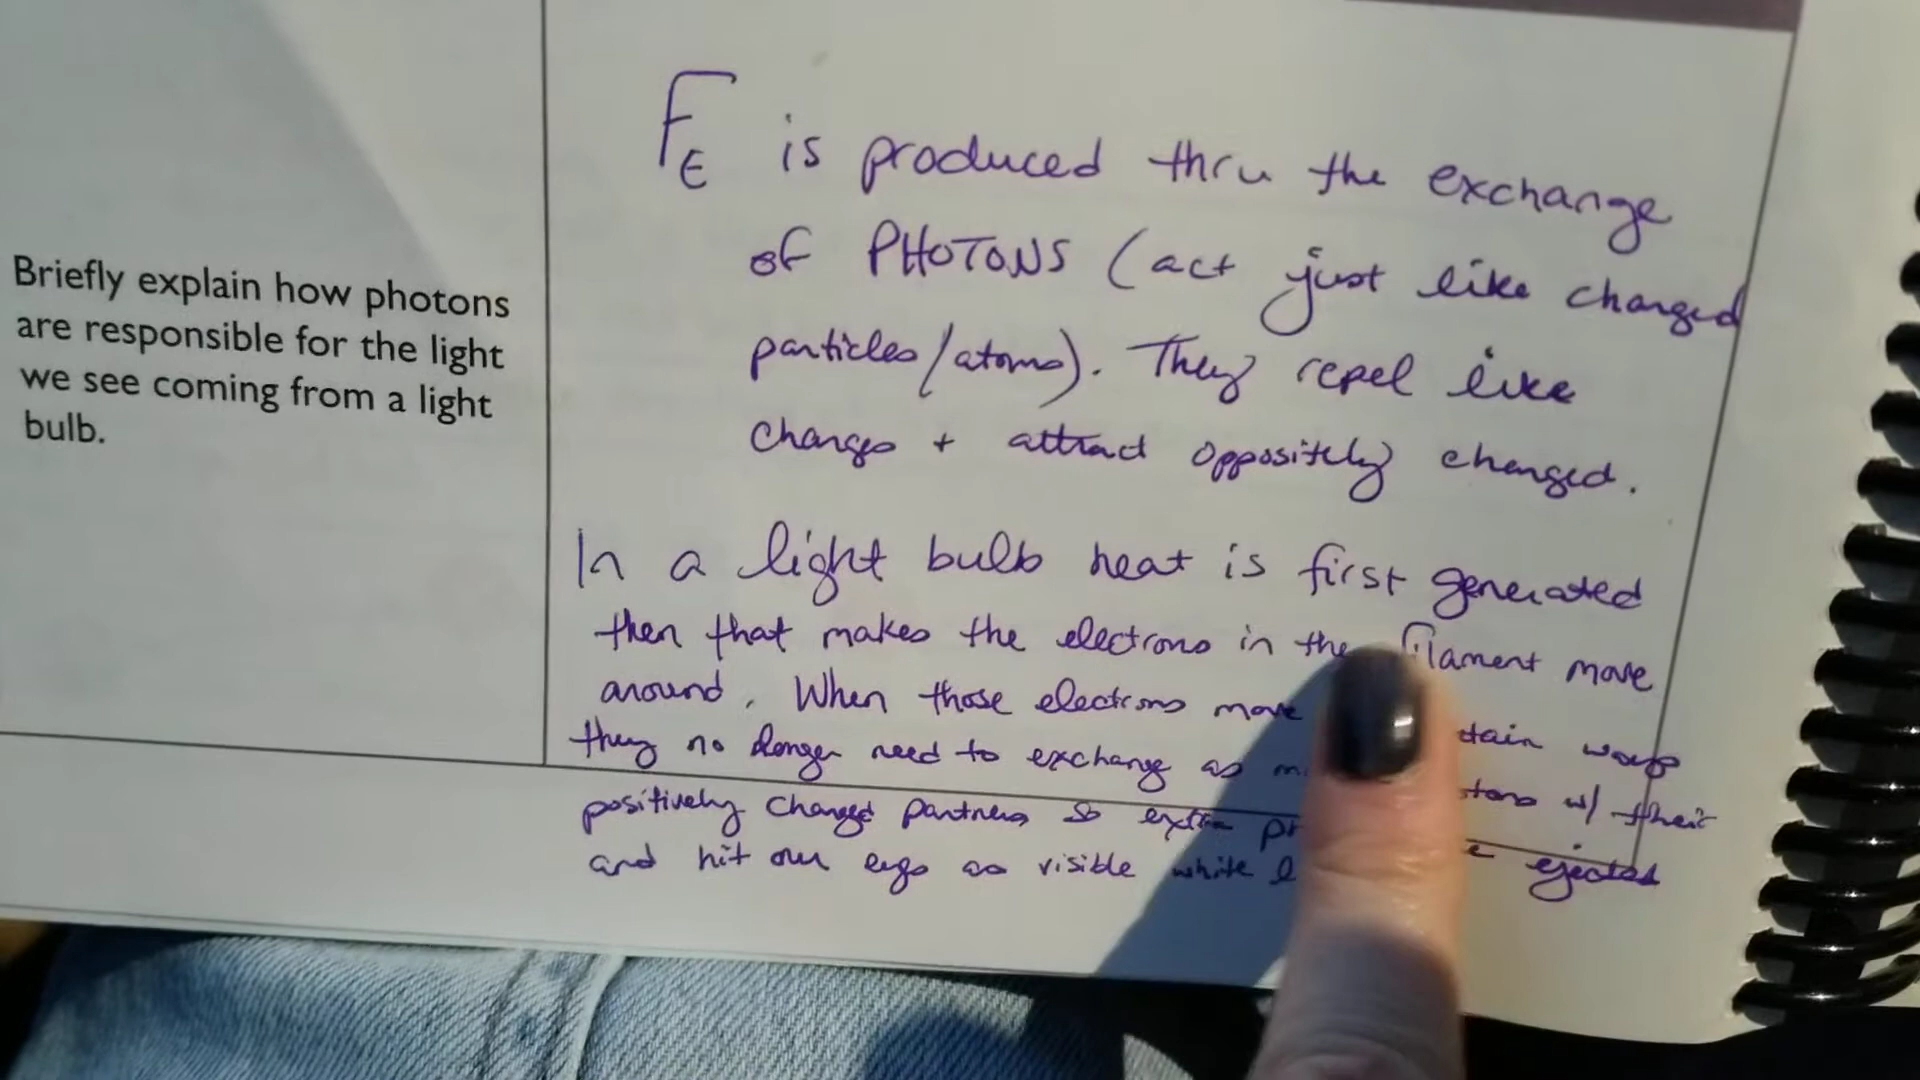 Briefly explain how photons
are responsible for the light
we see coming from a light
bulb.
FE is produced thru the exchange
of PHOTONS (act just like charged
particles/atoms). They repel like
charges + attract oppositely charged.
In a light bulb heat is first generated
then that makes the electrons in the filament move
around. When those electrons move ways
they no longer need to exchange as w/ their
positively charged partners so extra ejected
and hit our eyes as visible white